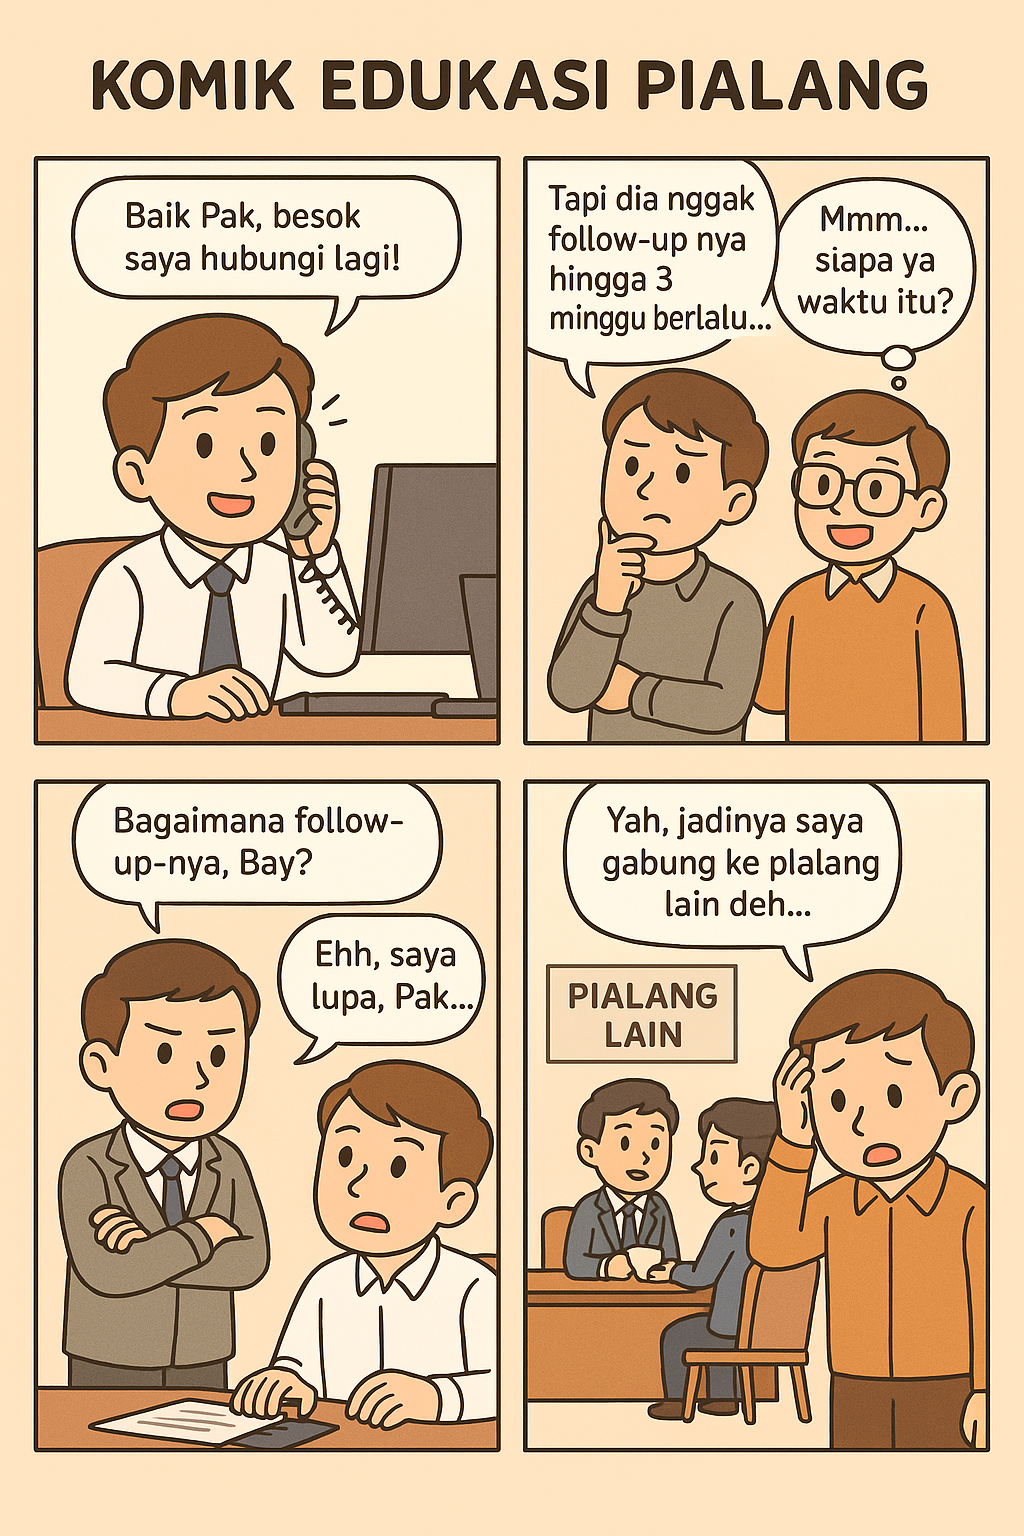 KOMIK EDUKASI PIALANG
Baik Pak, besok
saya hubungi lagi!
Tapi dia nggak
follow-up nya
hingga 3
minggu berlalu...
Mmm...
siapa ya
waktu itu?
Bagaimana follow-
up-nya, Bay?
Ehh, saya
lupa, Pak...
Yah, jadinya saya
gabung ke plalang
lain deh...
PIALANG
LAIN